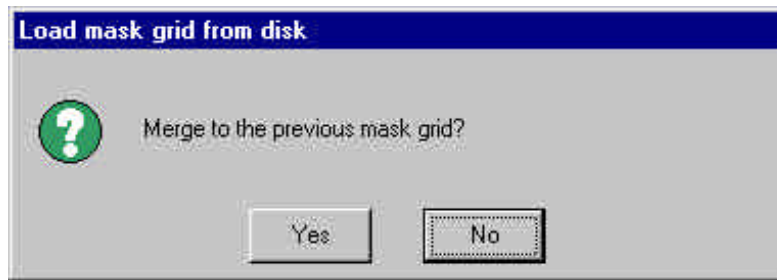 Load mask grid from disk
Merge to the previous mask grid?
Yes
No